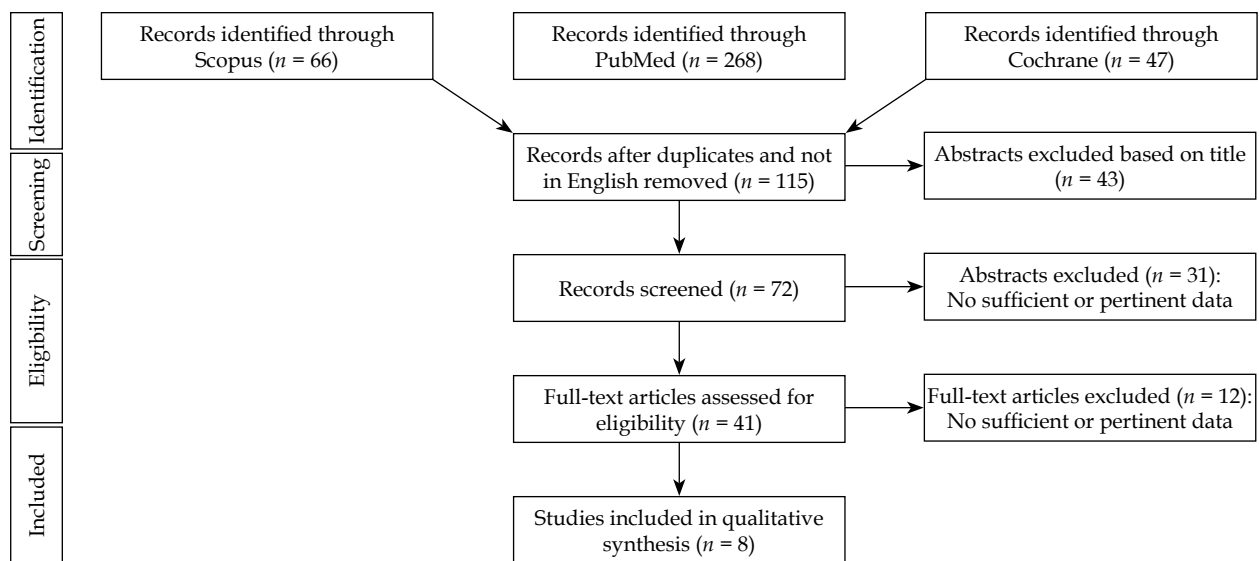 Identification
Records identified through
Scopus (n = 66)
Records identified through
PubMed (n = 268)
Records identified through
Cochrane (n = 47)
Screening
Records after duplicates and not
in English removed (n = 115)
Abstracts excluded based on title
(n = 43)
Eligibility
Records screened (n = 72)
Abstracts excluded (n = 31):
No sufficient or pertinent data
Full-text articles assessed for
eligibility (n = 41)
Full-text articles excluded (n = 12):
No sufficient or pertinent data
Included
Studies included in qualitative
synthesis (n = 8)